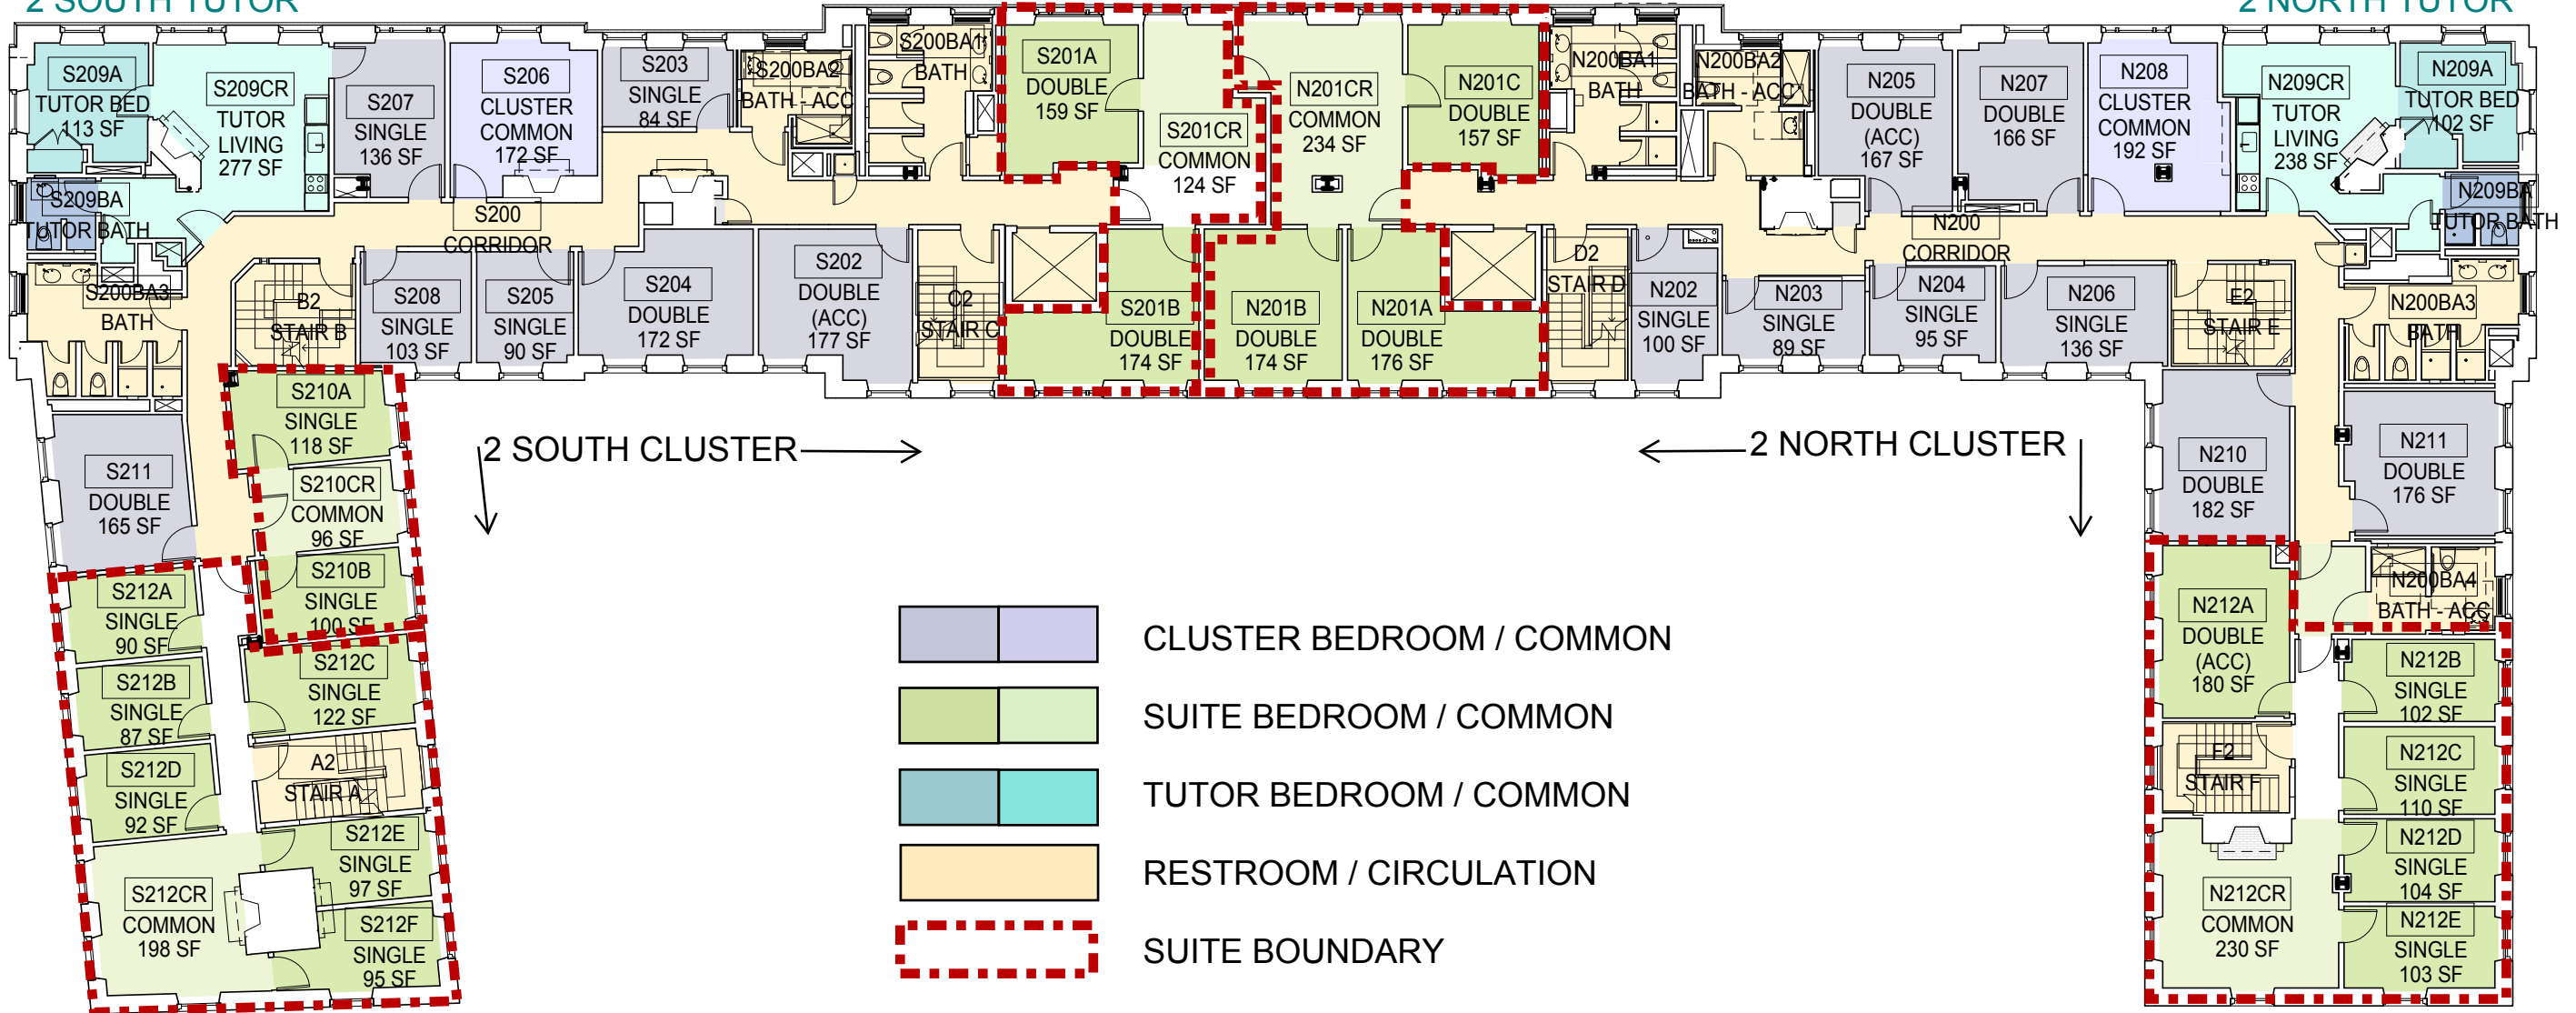 2 SOUTH TUTOR
2 NORTH TUTOR
S209A
TUTOR BED
113 SF
S209CR
TUTOR
LIVING
277 SF
S209BA
TUTOR BATH
S207
SINGLE
136 SF
S206
CLUSTER
COMMON
172 SF
S203
SINGLE
84 SF
S200BA2
BATH - ACC
S200BA1
BATH
S201A
DOUBLE
159 SF
S201CR
COMMON
124 SF
N201CR
COMMON
234 SF
N201C
DOUBLE
157 SF
N200BA1
BATH
N200BA2
BATH - ACC
N205
DOUBLE
(ACC)
167 SF
N207
DOUBLE
166 SF
N208
CLUSTER
COMMON
192 SF
N209CR
TUTOR
LIVING
238 SF
N209A
TUTOR BED
102 SF
N209BA
TUTOR BATH
S200
CORRIDOR
N200
CORRIDOR
S200BA3
BATH
B2
STAIR B
S208
SINGLE
103 SF
S205
SINGLE
90 SF
S204
DOUBLE
172 SF
S202
DOUBLE
(ACC)
177 SF
C2
STAIR C
S201B
DOUBLE
174 SF
N201B
DOUBLE
174 SF
N201A
DOUBLE
176 SF
D2
STAIR D
N202
SINGLE
100 SF
N203
SINGLE
89 SF
N204
SINGLE
95 SF
N206
SINGLE
136 SF
E2
STAIR E
N200BA3
BATH
S210A
SINGLE
118 SF
S211
DOUBLE
165 SF
S210CR
COMMON
96 SF
S210B
SINGLE
100 SF
2 SOUTH CLUSTER
2 NORTH CLUSTER
N210
DOUBLE
182 SF
N211
DOUBLE
176 SF
S212A
SINGLE
90 SF
S212B
SINGLE
87 SF
S212C
SINGLE
122 SF
S212D
SINGLE
92 SF
A2
STAIR A
S212E
SINGLE
97 SF
S212CR
COMMON
198 SF
S212F
SINGLE
95 SF
CLUSTER BEDROOM / COMMON
SUITE BEDROOM / COMMON
TUTOR BEDROOM / COMMON
RESTROOM / CIRCULATION
SUITE BOUNDARY
N200BA4
BATH - ACC
N212A
DOUBLE
(ACC)
180 SF
N212B
SINGLE
102 SF
F2
STAIR F
N212C
SINGLE
110 SF
N212D
SINGLE
104 SF
N212CR
COMMON
230 SF
N212E
SINGLE
103 SF